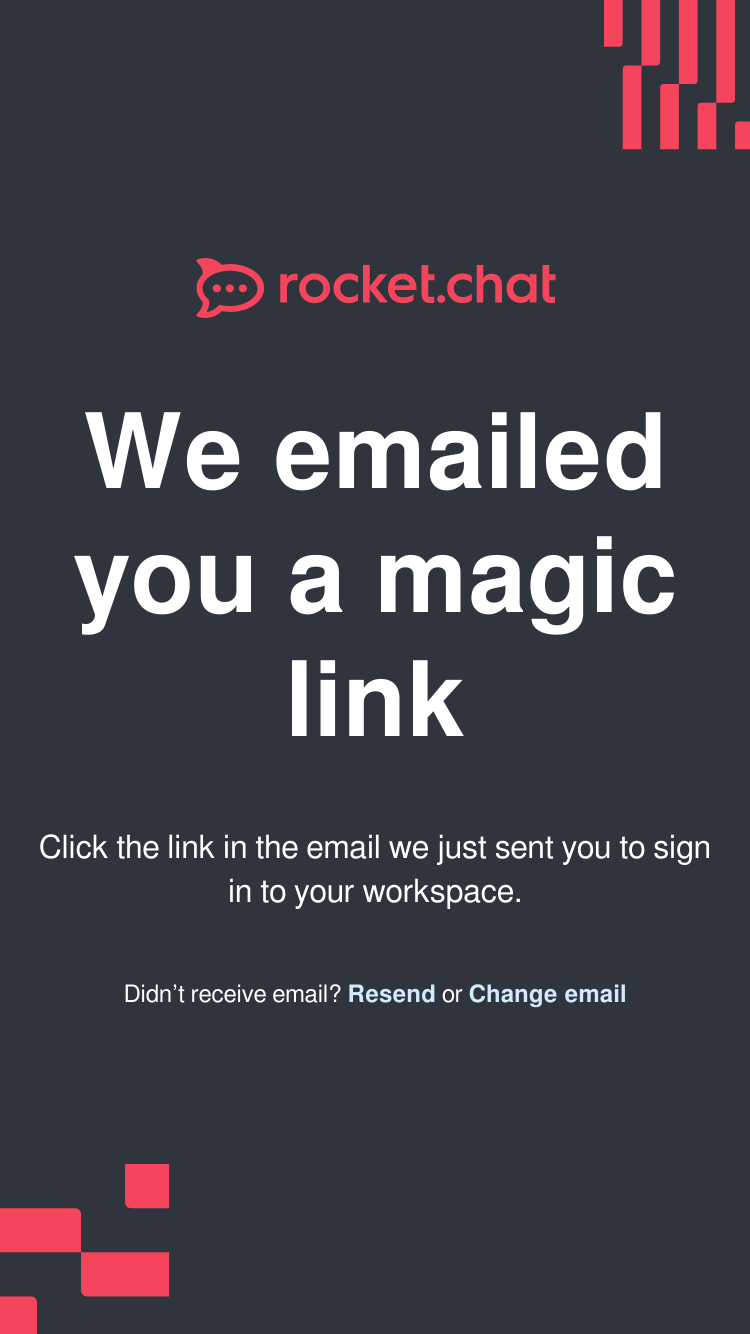 rocket.chat
We emailed
you a magic
link
Click the link in the email we just sent you to sign
in to your workspace.
Didn’t receive email? Resend or Change email